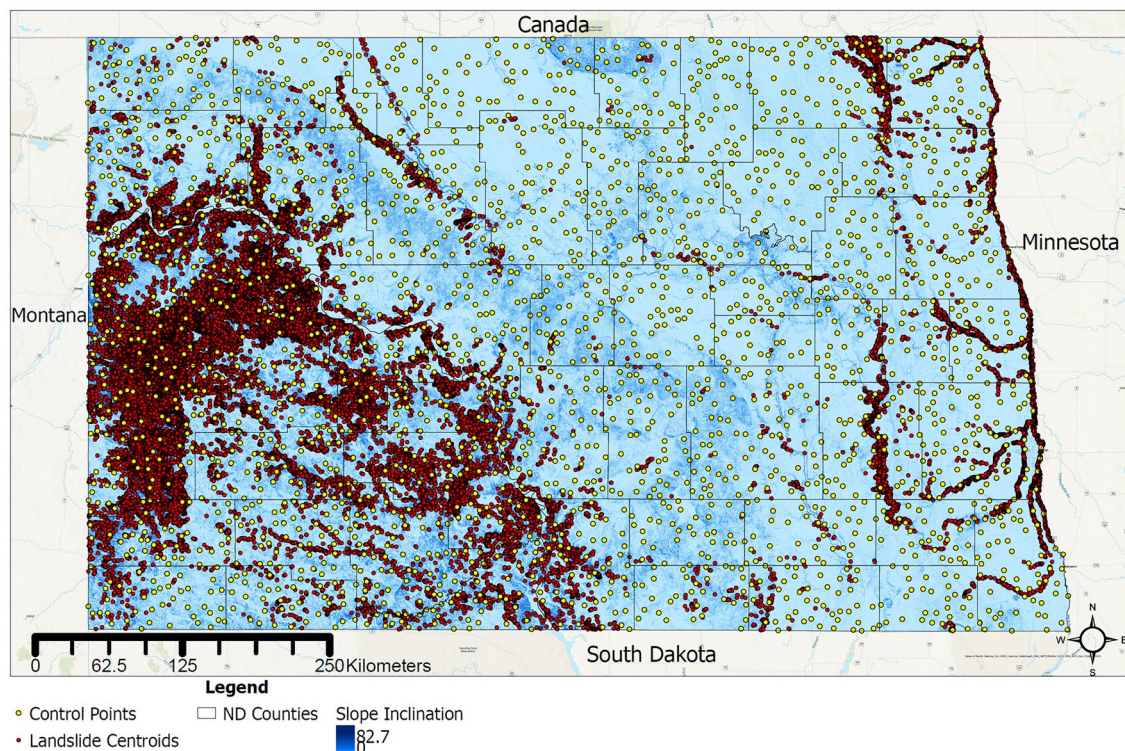 Canada
Minnesota
Montana
South Dakota
N
W
E
S
0 62.5 125 250 Kilometers
Legend
Control Points
ND Counties
Slope Inclination
Landslide Centroids
82.7
0